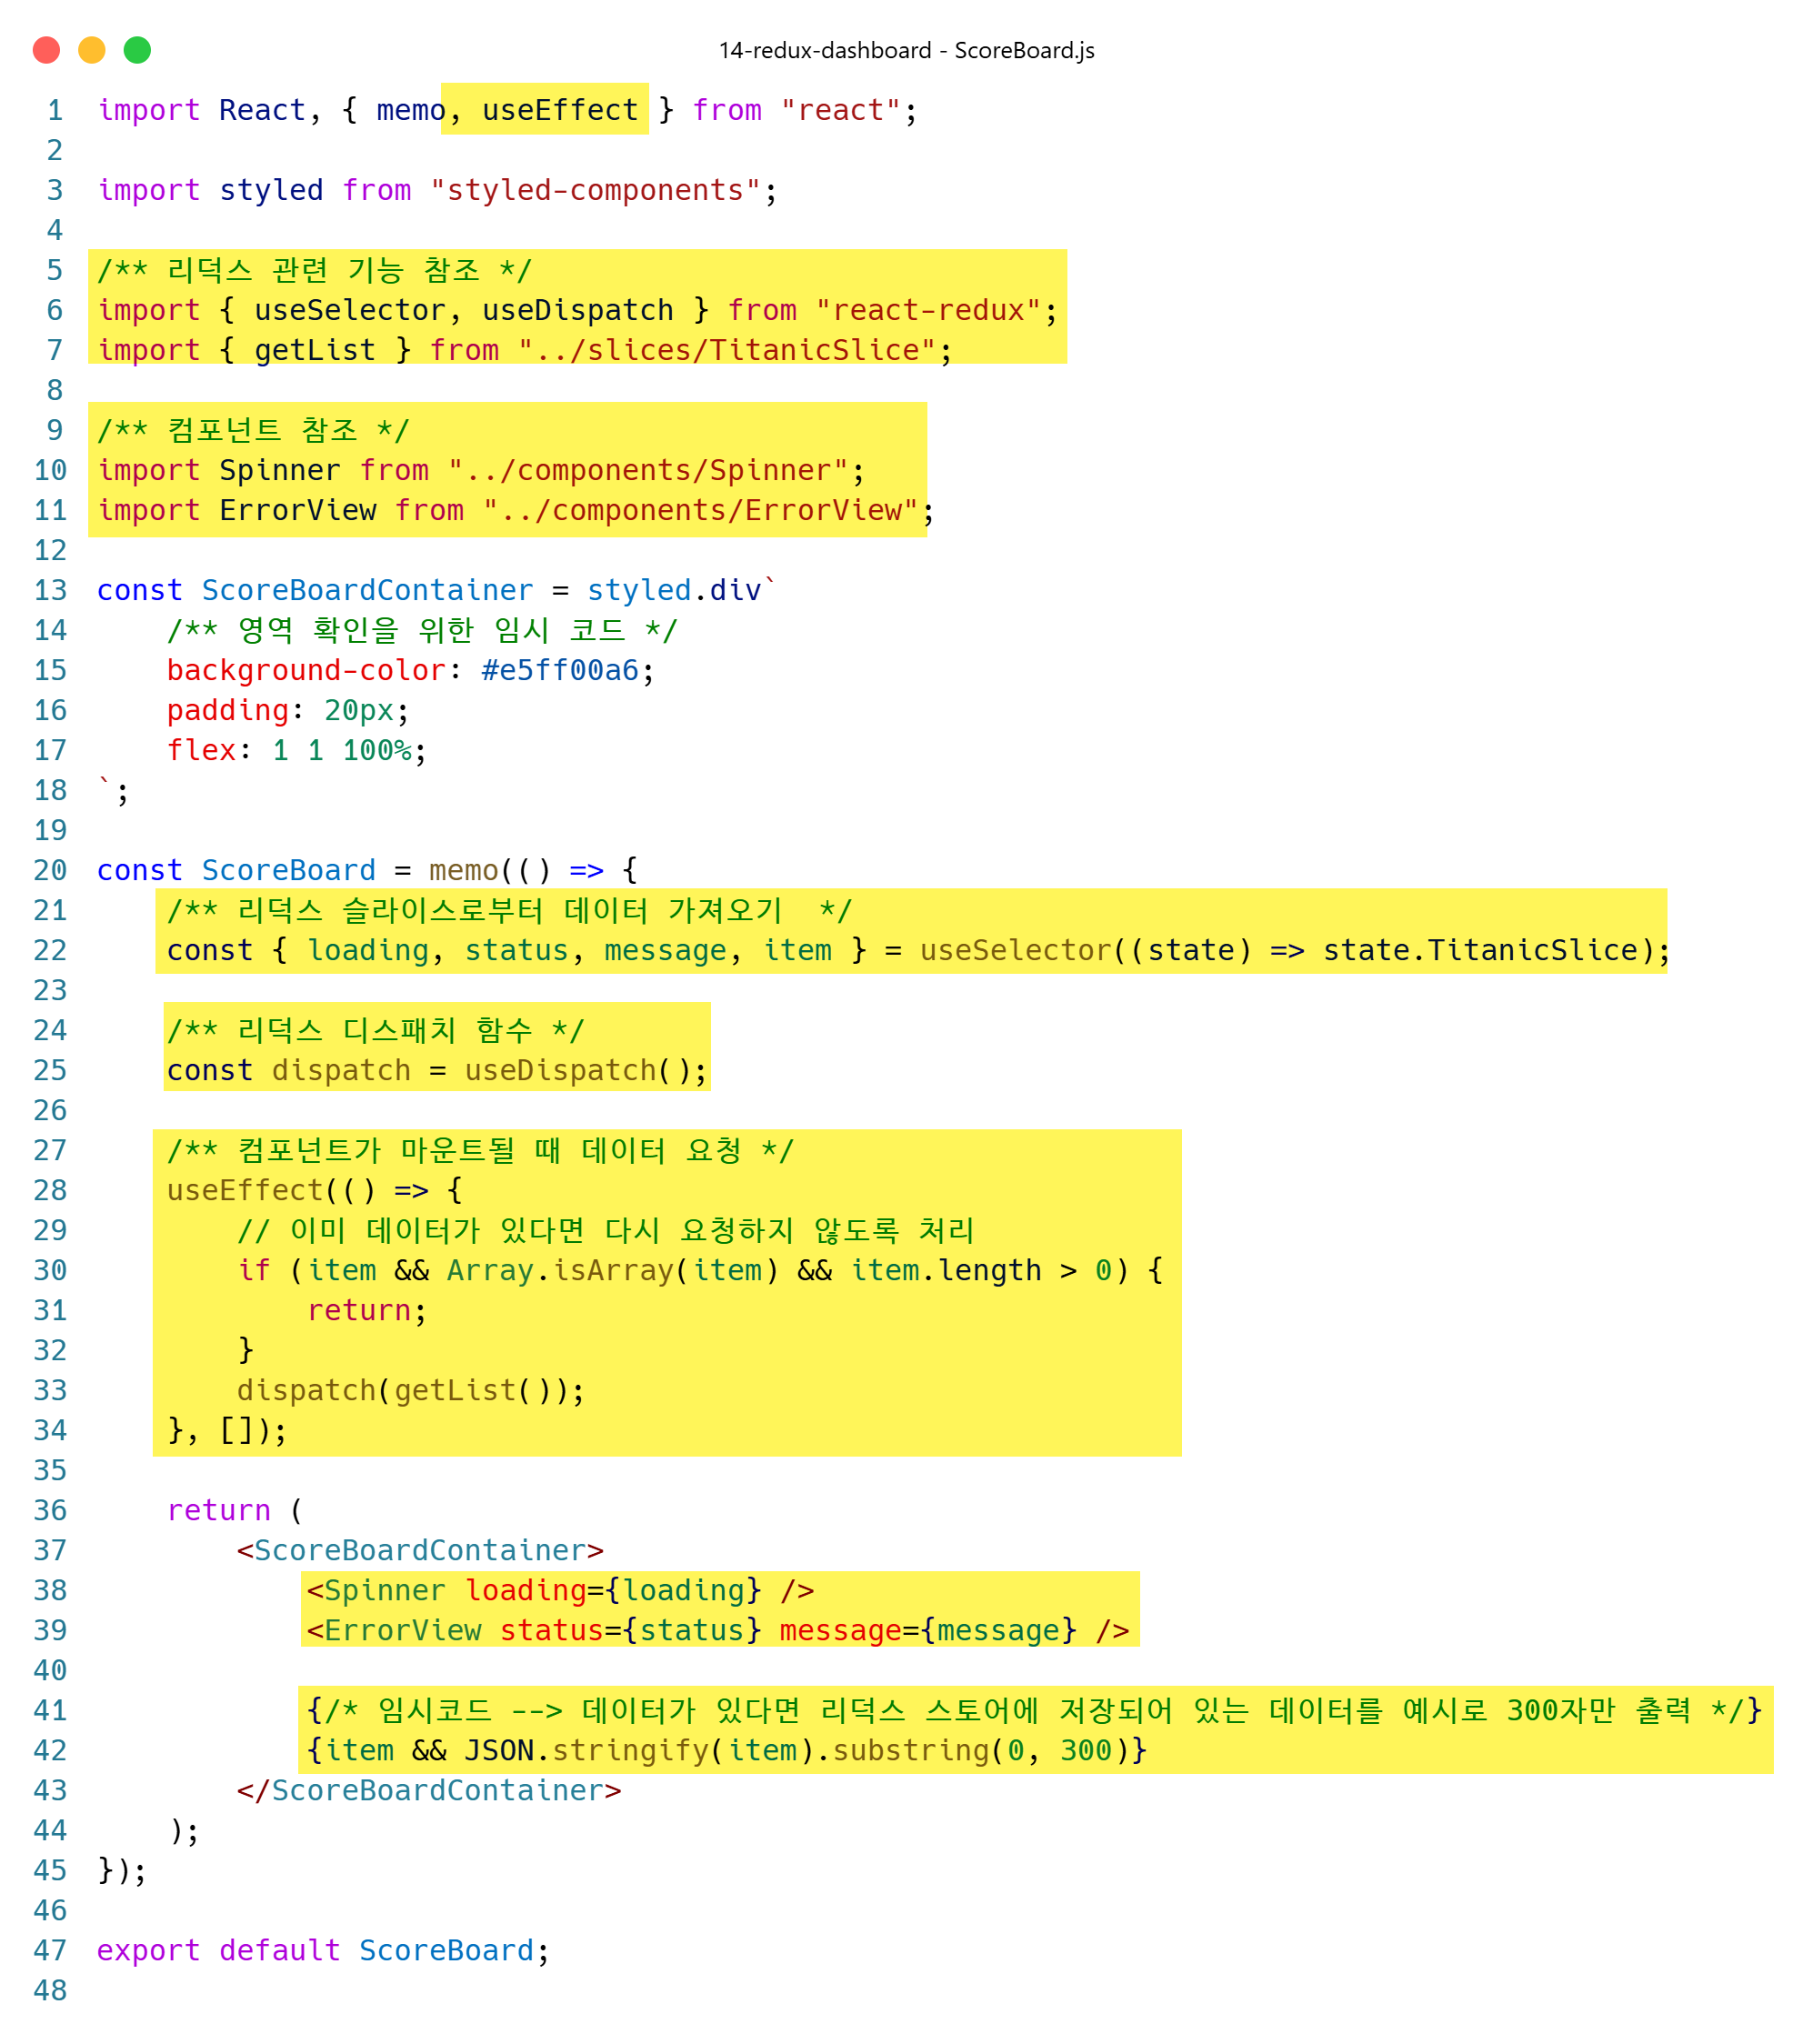 14-redux-dashboard - ScoreBoard.js
1 import React, { memo, useEffect } from "react";
2
3 import styled from "styled-components";
4
5 /** 리덕스 관련 기능 참조 */
6 import { useSelector, useDispatch } from "react-redux";
7 import { getList } from "../slices/TitanicSlice";
8
9 /** 컴포넌트 참조 */
10 import Spinner from "../components/Spinner";
11 import ErrorView from "../components/ErrorView";
12
13 const ScoreBoardContainer = styled.div`
14     /** 영역 확인을 위한 임시 코드 */
15     background-color: #e5ff00a6;
16     padding: 20px;
17     flex: 1 1 100%;
18 `;
19
20 const ScoreBoard = memo(() => {
21     /** 리덕스 슬라이스로부터 데이터 가져오기  */
22     const { loading, status, message, item } = useSelector((state) => state.TitanicSlice);
23
24     /** 리덕스 디스패치 함수 */
25     const dispatch = useDispatch();
26
27     /** 컴포넌트가 마운트될 때 데이터 요청 */
28     useEffect(() => {
29         // 이미 데이터가 있다면 다시 요청하지 않도록 처리
30         if (item && Array.isArray(item) && item.length > 0) {
31             return;
32         }
33         dispatch(getList());
34     }, []);
35
36     return (
37         <ScoreBoardContainer>
38             <Spinner loading={loading} />
39             <ErrorView status={status} message={message} />
40
41             {/* 임시코드 --> 데이터가 있다면 리덕스 스토어에 저장되어 있는 데이터를 예시로 300자만 출력 */}
42             {item && JSON.stringify(item).substring(0, 300)}
43         </ScoreBoardContainer>
44     );
45 });
46
47 export default ScoreBoard;
48